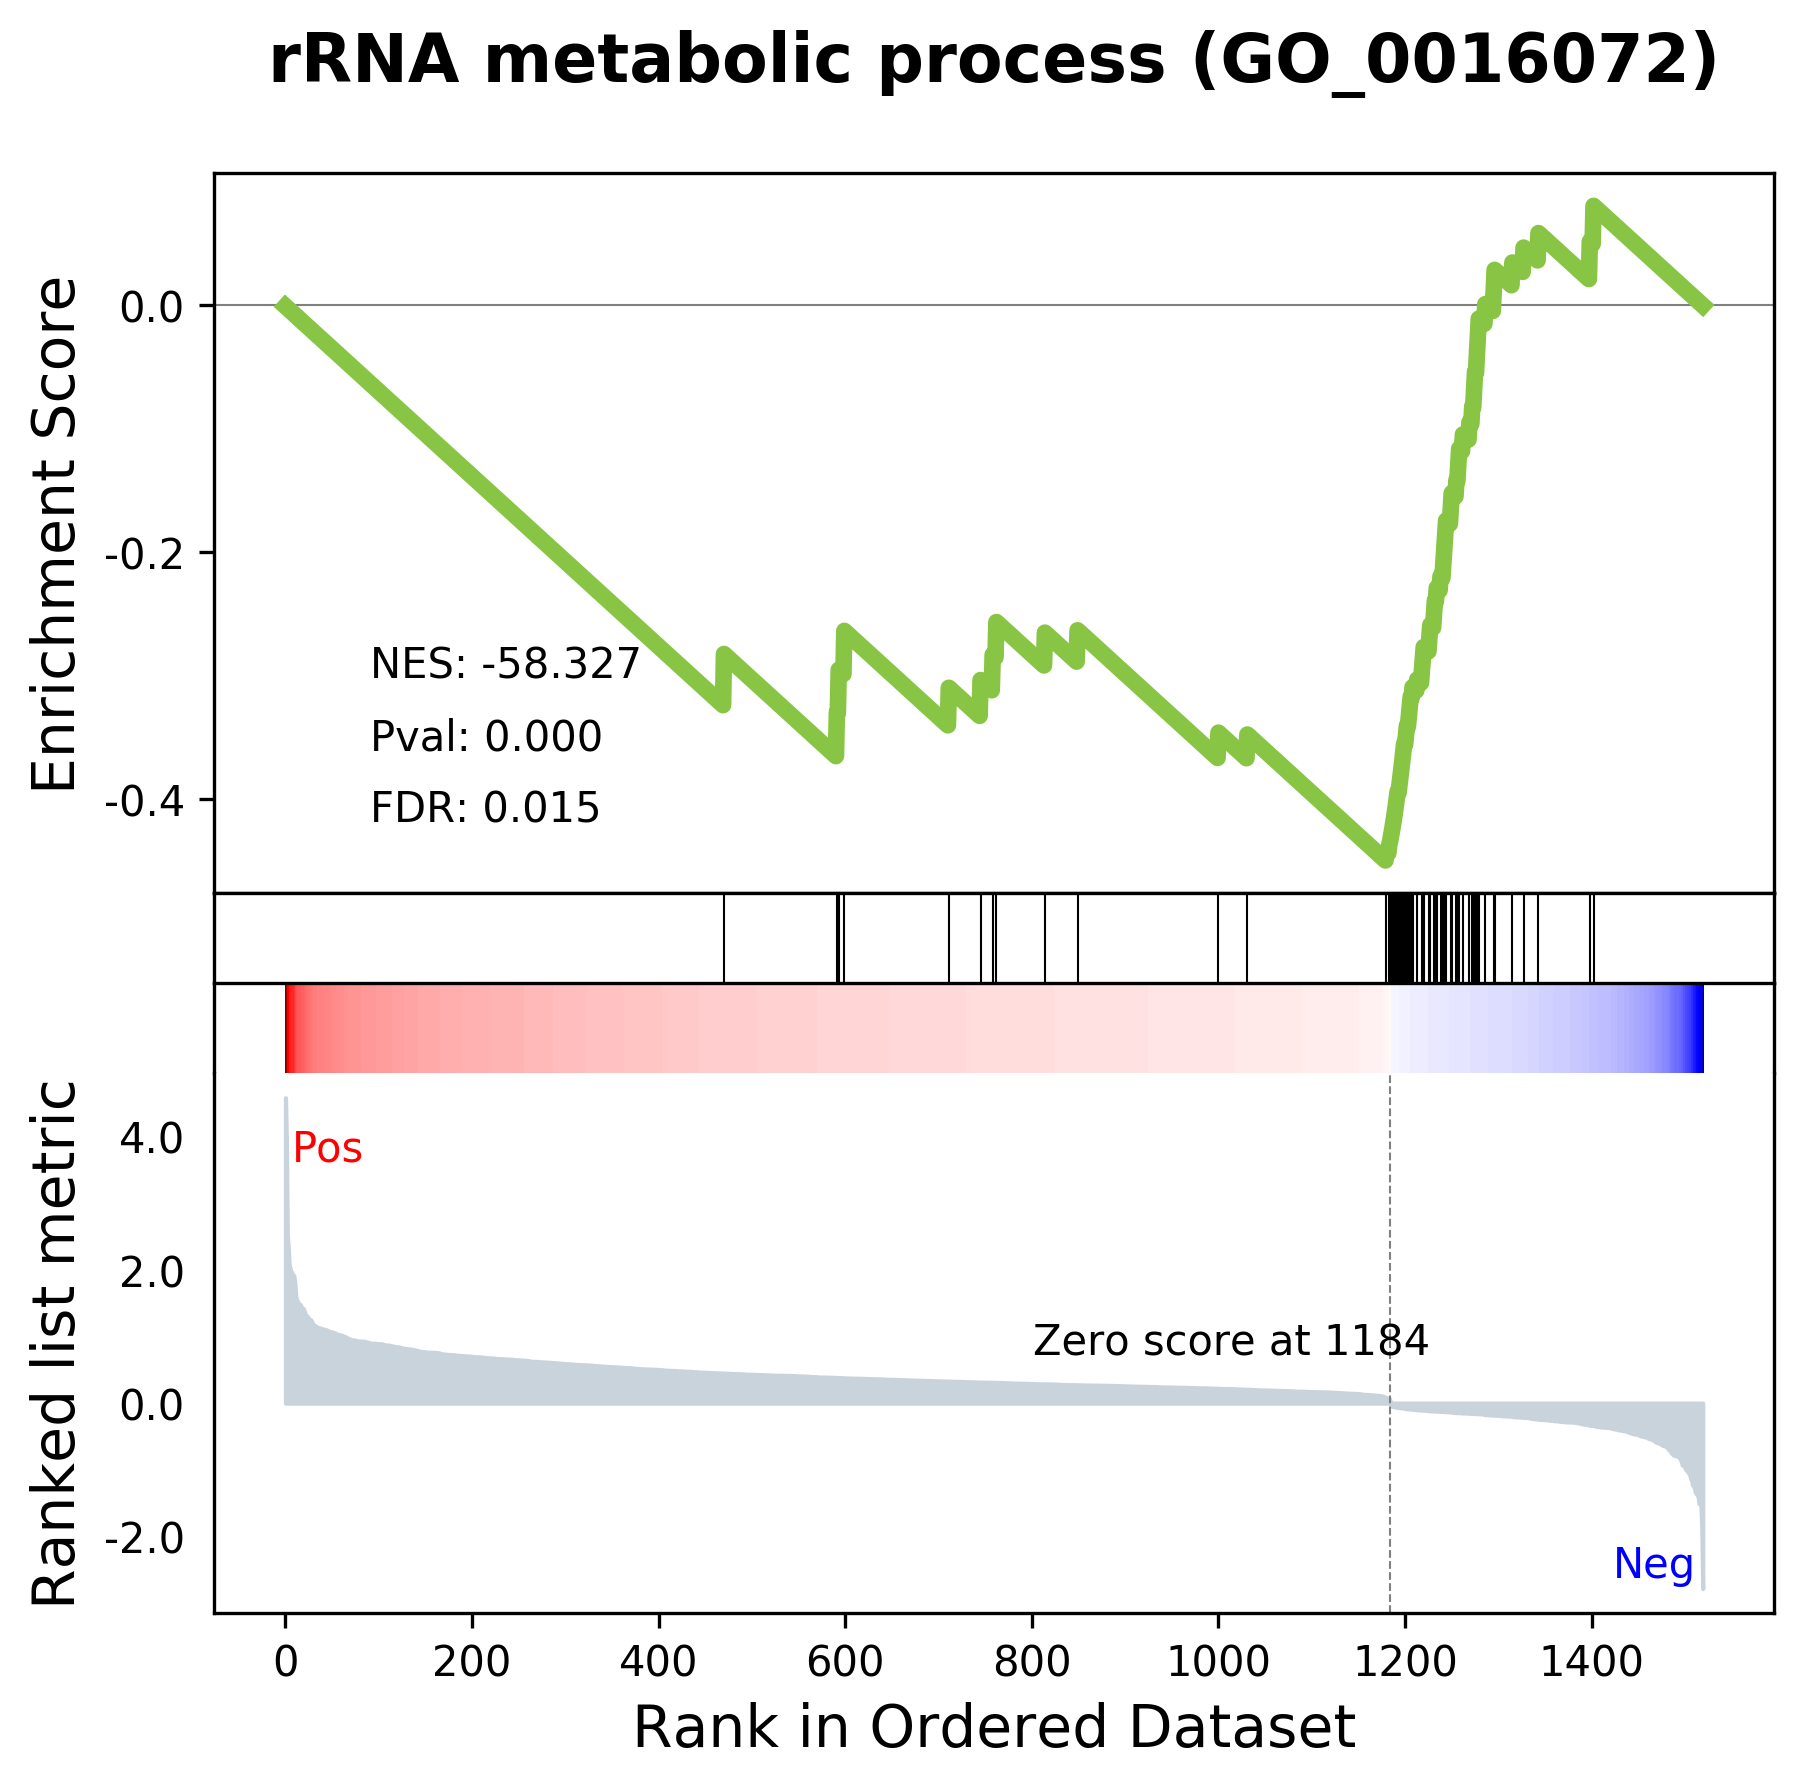 rRNA metabolic process (GO_0016072)
Enrichment Score
0.0
-0.2
-0.4
NES: -58.327
Pval: 0.000
FDR: 0.015
Ranked list metric
4.0
2.0
0.0
-2.0
Pos
Zero score at 1184
Neg
0 200 400 600 800 1000 1200 1400
Rank in Ordered Dataset